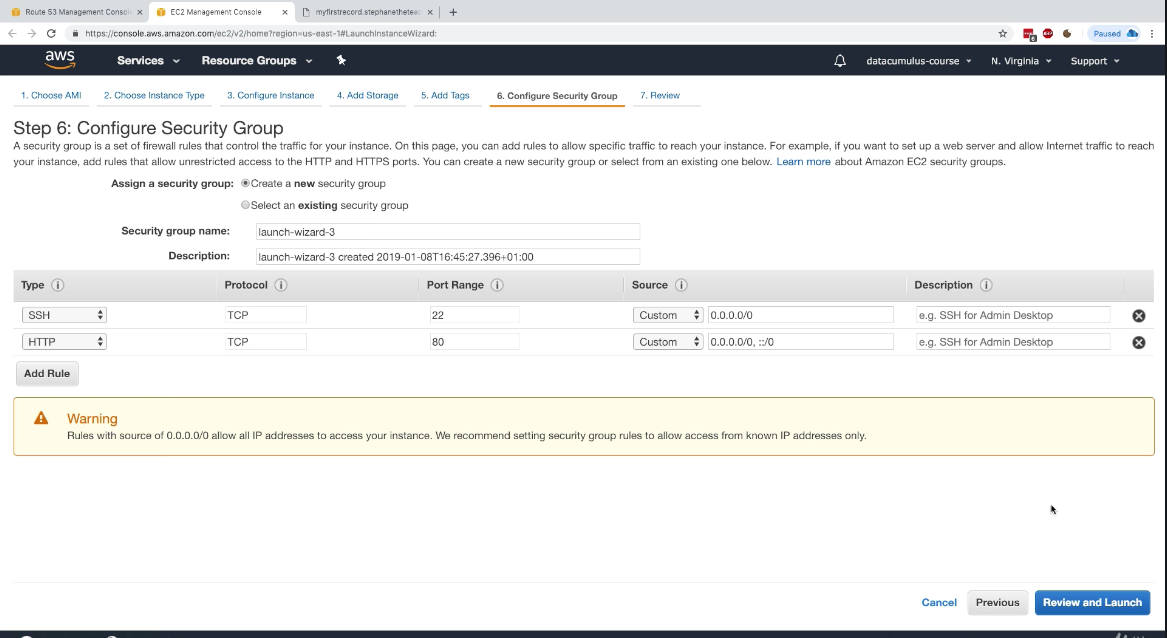 Route 53 Management Consol
EC2 Management Console
myfirstrecord.stephanetheteac
https://console.aws.amazon.com/ec2/v2/home?region=us-east-1#LaunchInstanceWizard:
Paused
aws Services Resource Groups datacumulus-course N. Virginia Support
1. Choose AMI 2. Choose Instance Type 3. Configure Instance 4. Add Storage 5. Add Tags 6. Configure Security Group 7. Review
Step 6: Configure Security Group
A security group is a set of firewall rules that control the traffic for your instance. On this page, you can add rules to allow specific traffic to reach your instance. For example, if you want to set up a web server and allow Internet traffic to reach
your instance, add rules that allow unrestricted access to the HTTP and HTTPS ports. You can create a new security group or select from an existing one below. Learn more about Amazon EC2 security groups.
Assign a security group: Create a new security group
Select an existing security group
Security group name: launch-wizard-3
Description: launch-wizard-3 created 2019-01-08T16:45:27.396+01:00
Type i Protocol i Port Range i Source i Description i
SSH TCP 22 Custom 0.0.0.0/0 e.g. SSH for Admin Desktop
HTTP TCP 80 Custom 0.0.0.0/0, ::/0 e.g. SSH for Admin Desktop
Add Rule
Warning
Rules with source of 0.0.0.0/0 allow all IP addresses to access your instance. We recommend setting security group rules to allow access from known IP addresses only.
Cancel Previous Review and Launch